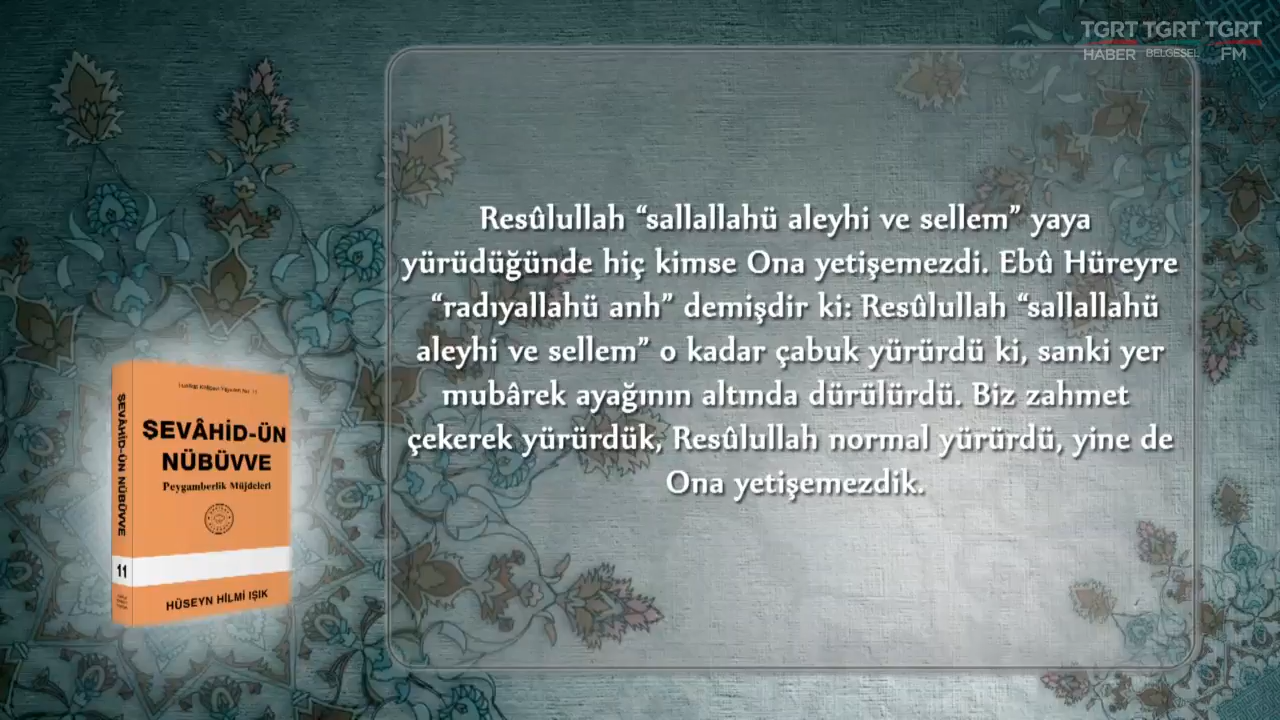 TGRT TGRT TGRT
HABER BELGESEL FM
Resûlullah “sallallahü aleyhi ve sellem” yaya
yürüdüğünde hiç kimse Ona yetişemezdi. Ebû Hüreyre
“radıyallahü anh” demişdir ki: Resûlullah “sallallahü
aleyhi ve sellem” o kadar çabuk yürürdü ki, sanki yer
mubârek ayağının altında dürülürdü. Biz zahmet
çekerek yürürdük, Resûlullah normal yürürdü, yine de
Ona yetişemezdik.
ŞEVÂHİD-ÜN
NÜBÜVVE
Peygamberlik Müjdeleri
HÜSEYN HİLMİ IŞIK
ŞEVÂHİD-ÜN NÜBÜVVE
11